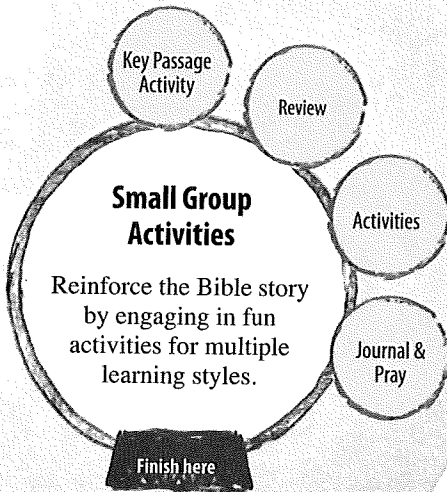 Key Passage
Activity
Review
Small Group
Activities
Activities
Reinforce the Bible story
by engaging in fun
activities for multiple
learning styles.
Journal &
Pray
Finish here